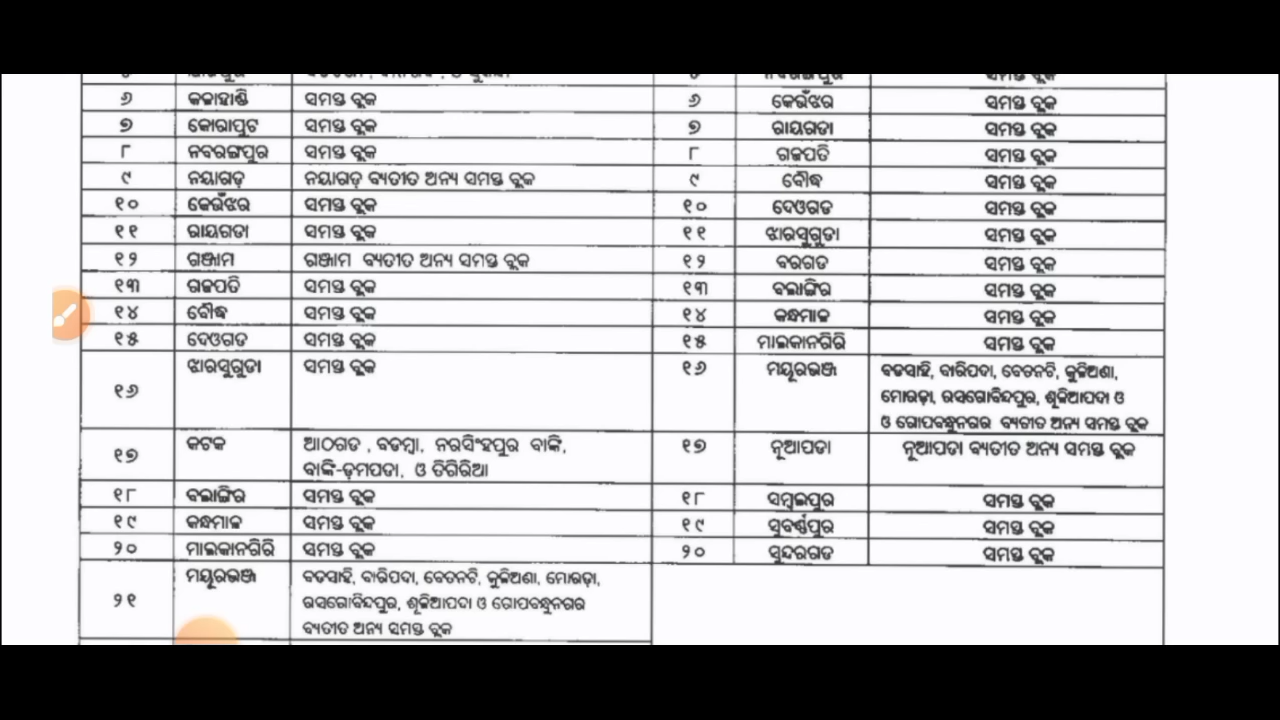 ୬ କଳାହାଣ୍ଡି ସମସ୍ତ ବ୍ଲକ ୬ କେଉଁଝର ସମସ୍ତ ବ୍ଲକ
୭ କୋରାପୁଟ ସମସ୍ତ ବ୍ଲକ ୭ ରାୟଗଡା ସମସ୍ତ ବ୍ଲକ
୮ ନବରଙ୍ଗପୁର ସମସ୍ତ ବ୍ଲକ ୮ ଗଜପତି ସମସ୍ତ ବ୍ଲକ
୯ ନୟାଗଡ଼ ନୟାଗଡ଼ ବ୍ୟତୀତ ଅନ୍ୟ ସମସ୍ତ ବ୍ଲକ ୯ ବୌଦ୍ଧ ସମସ୍ତ ବ୍ଲକ
୧୦ କେଉଁଝର ସମସ୍ତ ବ୍ଲକ ୧୦ ଦେଓଗଡ ସମସ୍ତ ବ୍ଲକ
୧୧ ରାୟଗଡା ସମସ୍ତ ବ୍ଲକ ୧୧ ଝାରସୁଗୁଡା ସମସ୍ତ ବ୍ଲକ
୧୨ ଗଞ୍ଜାମ ଗଞ୍ଜାମ ବ୍ୟତୀତ ଅନ୍ୟ ସମସ୍ତ ବ୍ଲକ ୧୨ ବରଗଡ ସମସ୍ତ ବ୍ଲକ
୧୩ ଗଜପତି ସମସ୍ତ ବ୍ଲକ ୧୩ ବଲାଙ୍ଗିର ସମସ୍ତ ବ୍ଲକ
୧୪ ବୌଦ୍ଧ ସମସ୍ତ ବ୍ଲକ ୧୪ କନ୍ଧମାଳ ସମସ୍ତ ବ୍ଲକ
୧୫ ଦେଓଗଡ ସମସ୍ତ ବ୍ଲକ ୧୫ ମାଲକାନଗିରି ସମସ୍ତ ବ୍ଲକ
୧୬ ଝାରସୁଗୁଡା ସମସ୍ତ ବ୍ଲକ ୧୬ ମୟୂରଭଞ୍ଜ ବଡସାହି, ବାରିପଦା, ବେତନଟି, କୁଳିଅଣା,
ମୋରଡ଼ା, ରାସଗୋବିନ୍ଦପୁର, ଶୂଳିଆପଦା ଓ
ଓ ଗୋପବନ୍ଧୁନଗର ବ୍ୟତୀତ ଅନ୍ୟ ସମସ୍ତ ବ୍ଲକ
୧୭ କଟକ ଆଠଗଡ , ବଡମ୍ବା, ନରସିଂହପୁର ବାଙ୍କି, ୧୭ ନୂଆପଡା ନୂଆପଡା ବ୍ୟତୀତ ଅନ୍ୟ ସମସ୍ତ ବ୍ଲକ
ବାଙ୍କି-ଡ଼ମପଡା, ଓ ତିଗିରିଆ
୧୮ ବଲାଙ୍ଗିର ସମସ୍ତ ବ୍ଲକ ୧୮ ସମ୍ବଲପୁର ସମସ୍ତ ବ୍ଲକ
୧୯ କନ୍ଧମାଳ ସମସ୍ତ ବ୍ଲକ ୧୯ ସୁବର୍ଣ୍ଣପୁର ସମସ୍ତ ବ୍ଲକ
୨୦ ମାଲକାନଗିରି ସମସ୍ତ ବ୍ଲକ ୨୦ ସୁନ୍ଦରଗଡ ସମସ୍ତ ବ୍ଲକ
୨୧ ମୟୂରଭଞ୍ଜ ବଡସାହି, ବାରିପଦା, ବେତନଟି, କୁଳିଅଣା, ମୋରଡ଼ା,
ରାସଗୋବିନ୍ଦପୁର, ଶୂଳିଆପଦା ଓ ଗୋପବନ୍ଧୁନଗର
ବ୍ୟତୀତ ଅନ୍ୟ ସମସ୍ତ ବ୍ଲକ